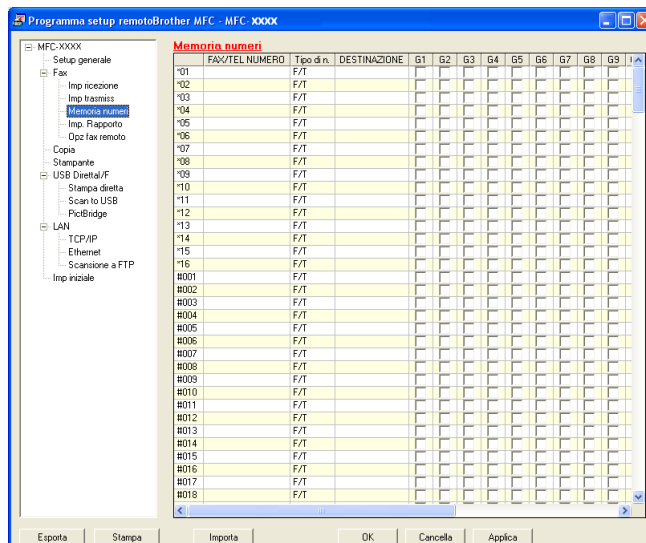 Programma setup remotoBrother MFC - MFC-XXXX
MFC-XXXX
Setup generale
Fax
Imp ricezione
Imp trasmiss
Memoria numeri
Imp. Rapporto
Opz fax remoto
Copia
Stampante
USB Direttal/F
Stampa diretta
Scan to USB
PictBridge
LAN
TCP/IP
Ethernet
Scansione a FTP
Imp iniziale
Memoria numeri
FAX/TEL NUMERO Tipo di n. DESTINAZIONE G1 G2 G3 G4 G5 G6 G7 G8 G9
*01 F/T
*02 F/T
*03 F/T
*04 F/T
*05 F/T
*06 F/T
*07 F/T
*08 F/T
*09 F/T
*10 F/T
*11 F/T
*12 F/T
*13 F/T
*14 F/T
*15 F/T
*16 F/T
#001 F/T
#002 F/T
#003 F/T
#004 F/T
#005 F/T
#006 F/T
#007 F/T
#008 F/T
#009 F/T
#010 F/T
#011 F/T
#012 F/T
#013 F/T
#014 F/T
#015 F/T
#016 F/T
#017 F/T
#018 F/T
Esporta Stampa Importa OK Cancella Applica